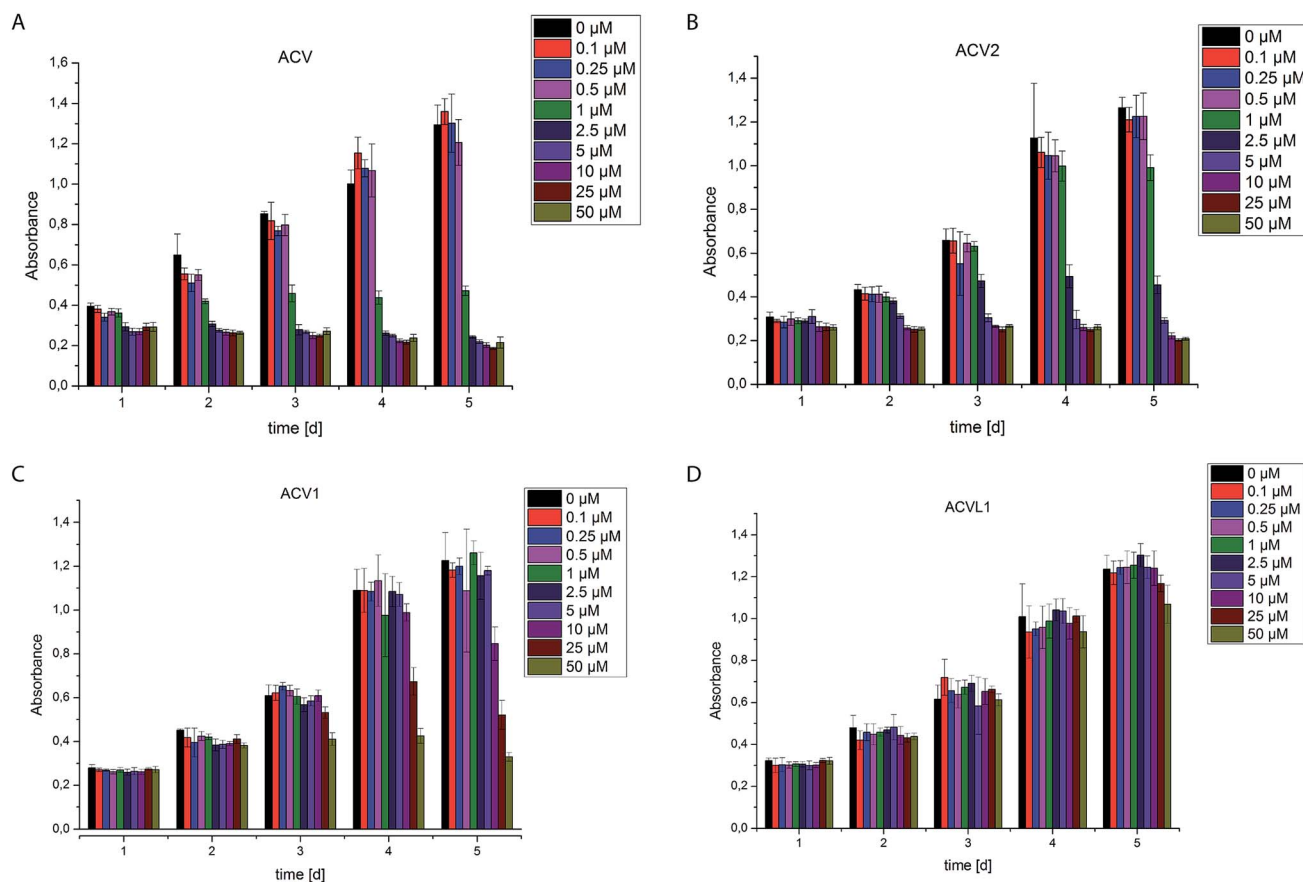 A
ACV
0 µM
0.1 µM
0.25 µM
0.5 µM
1 µM
2.5 µM
5 µM
10 µM
25 µM
50 µM
1,6
1,4
1,2
1,0
0,8
0,6
0,4
0,2
0,0
Absorbance
1 2 3 4 5
time [d]
B
ACV2
0 µM
0.1 µM
0.25 µM
0.5 µM
1 µM
2.5 µM
5 µM
10 µM
25 µM
50 µM
1,4
1,2
1,0
0,8
0,6
0,4
0,2
0,0
Absorbance
1 2 3 4 5
time [d]
C
ACV1
0 µM
0.1 µM
0.25 µM
0.5 µM
1 µM
2.5 µM
5 µM
10 µM
25 µM
50 µM
1,4
1,2
1,0
0,8
0,6
0,4
0,2
0,0
Absorbance
1 2 3 4 5
time [d]
D
ACVL1
0 µM
0.1 µM
0.25 µM
0.5 µM
1 µM
2.5 µM
5 µM
10 µM
25 µM
50 µM
1,4
1,2
1,0
0,8
0,6
0,4
0,2
0,0
Absorbance
1 2 3 4 5
time [d]